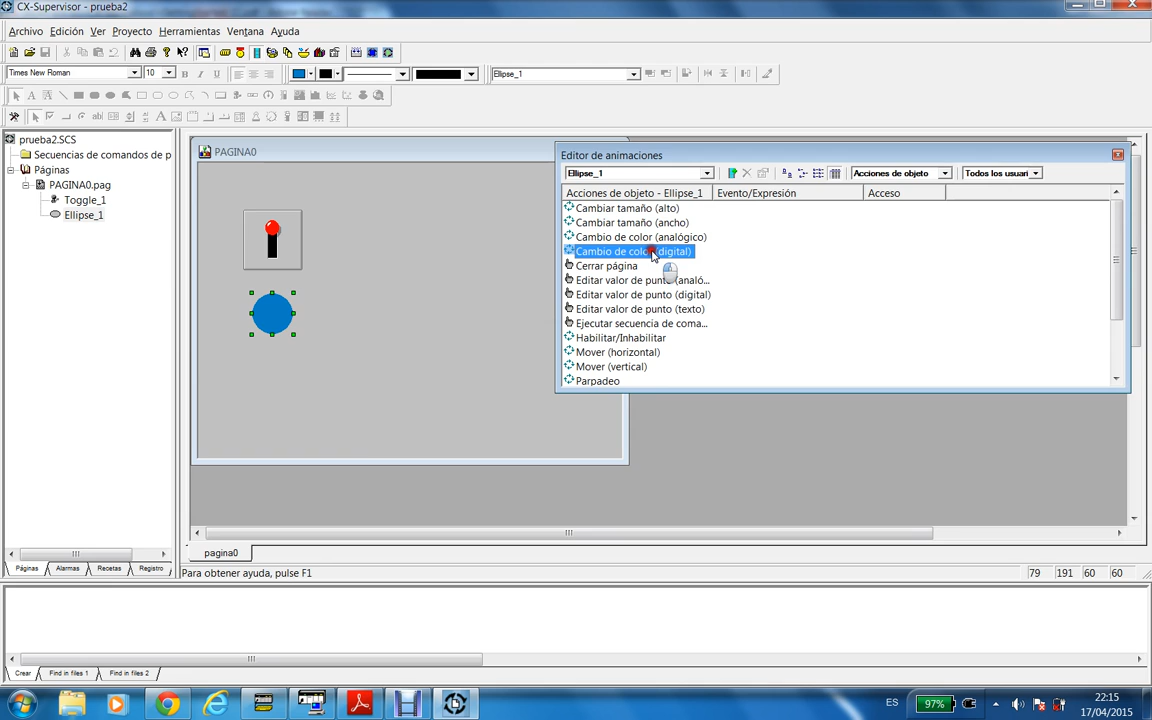 CX-Supervisor - prueba2
Archivo Edición Ver Proyecto Herramientas Ventana Ayuda
Times New Roman 10 B I U Ellipse_1
prueba2.SCS
Secuencias de comandos de p
Páginas
PAGINA0.pag
Toggle_1
Ellipse_1
PAGINA0
Editor de animaciones
Ellipse_1 Acciones de objeto Todos los usuari
Acciones de objeto - Ellipse_1 Evento/Expresión Acceso
Cambiar tamaño (alto)
Cambiar tamaño (ancho)
Cambio de color (analógico)
Cambio de colo (digital)
Cerrar página
Editar valor de punto (analó...
Editar valor de punto (digital)
Editar valor de punto (texto)
Ejecutar secuencia de coma...
Habilitar/Inhabilitar
Mover (horizontal)
Mover (vertical)
Parpadeo
pagina0
Páginas Alarmas Recetas Registro
Para obtener ayuda, pulse F1 79 191 60 60
Crear Find in files 1 Find in files 2
ES 97% 22:15
17/04/2015